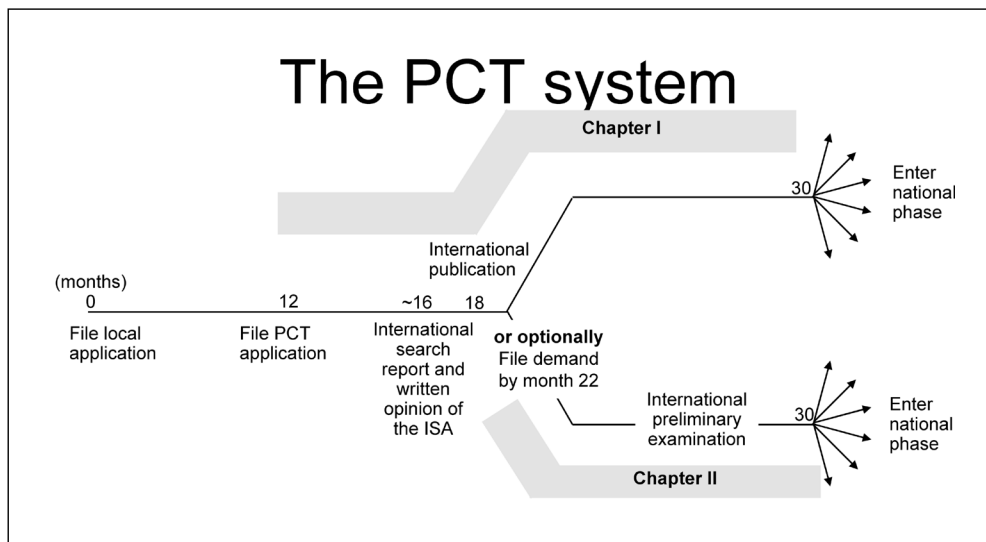 The PCT system
Chapter I
30
Enter
national
phase
International
publication
(months)
0
12
~16
18
File local
application
File PCT
application
International
search
report and
written
opinion of
the ISA
or optionally
File demand
by month 22
International
preliminary
examination
30
Enter
national
phase
Chapter II